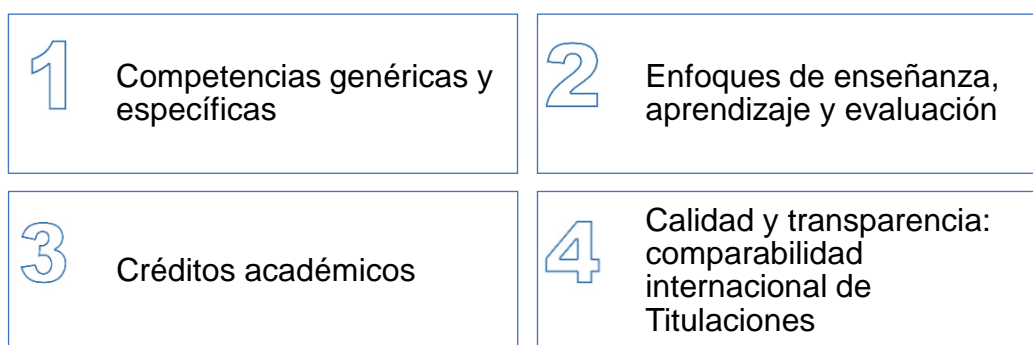 1
Competencias genéricas y
específicas
2
Enfoques de enseñanza,
aprendizaje y evaluación
3
Créditos académicos
4
Calidad y transparencia:
comparabilidad
internacional de
Titulaciones